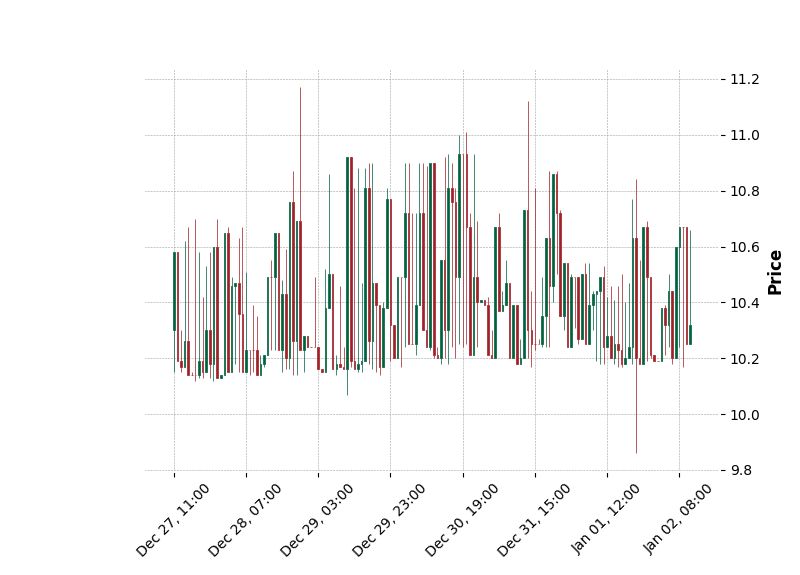 11.2
11.0
10.8
10.6
10.4
10.2
10.0
9.8
Price
Dec 27, 11:00
Dec 28, 07:00
Dec 29, 03:00
Dec 29, 23:00
Dec 30, 19:00
Dec 31, 15:00
Jan 01, 12:00
Jan 02, 08:00